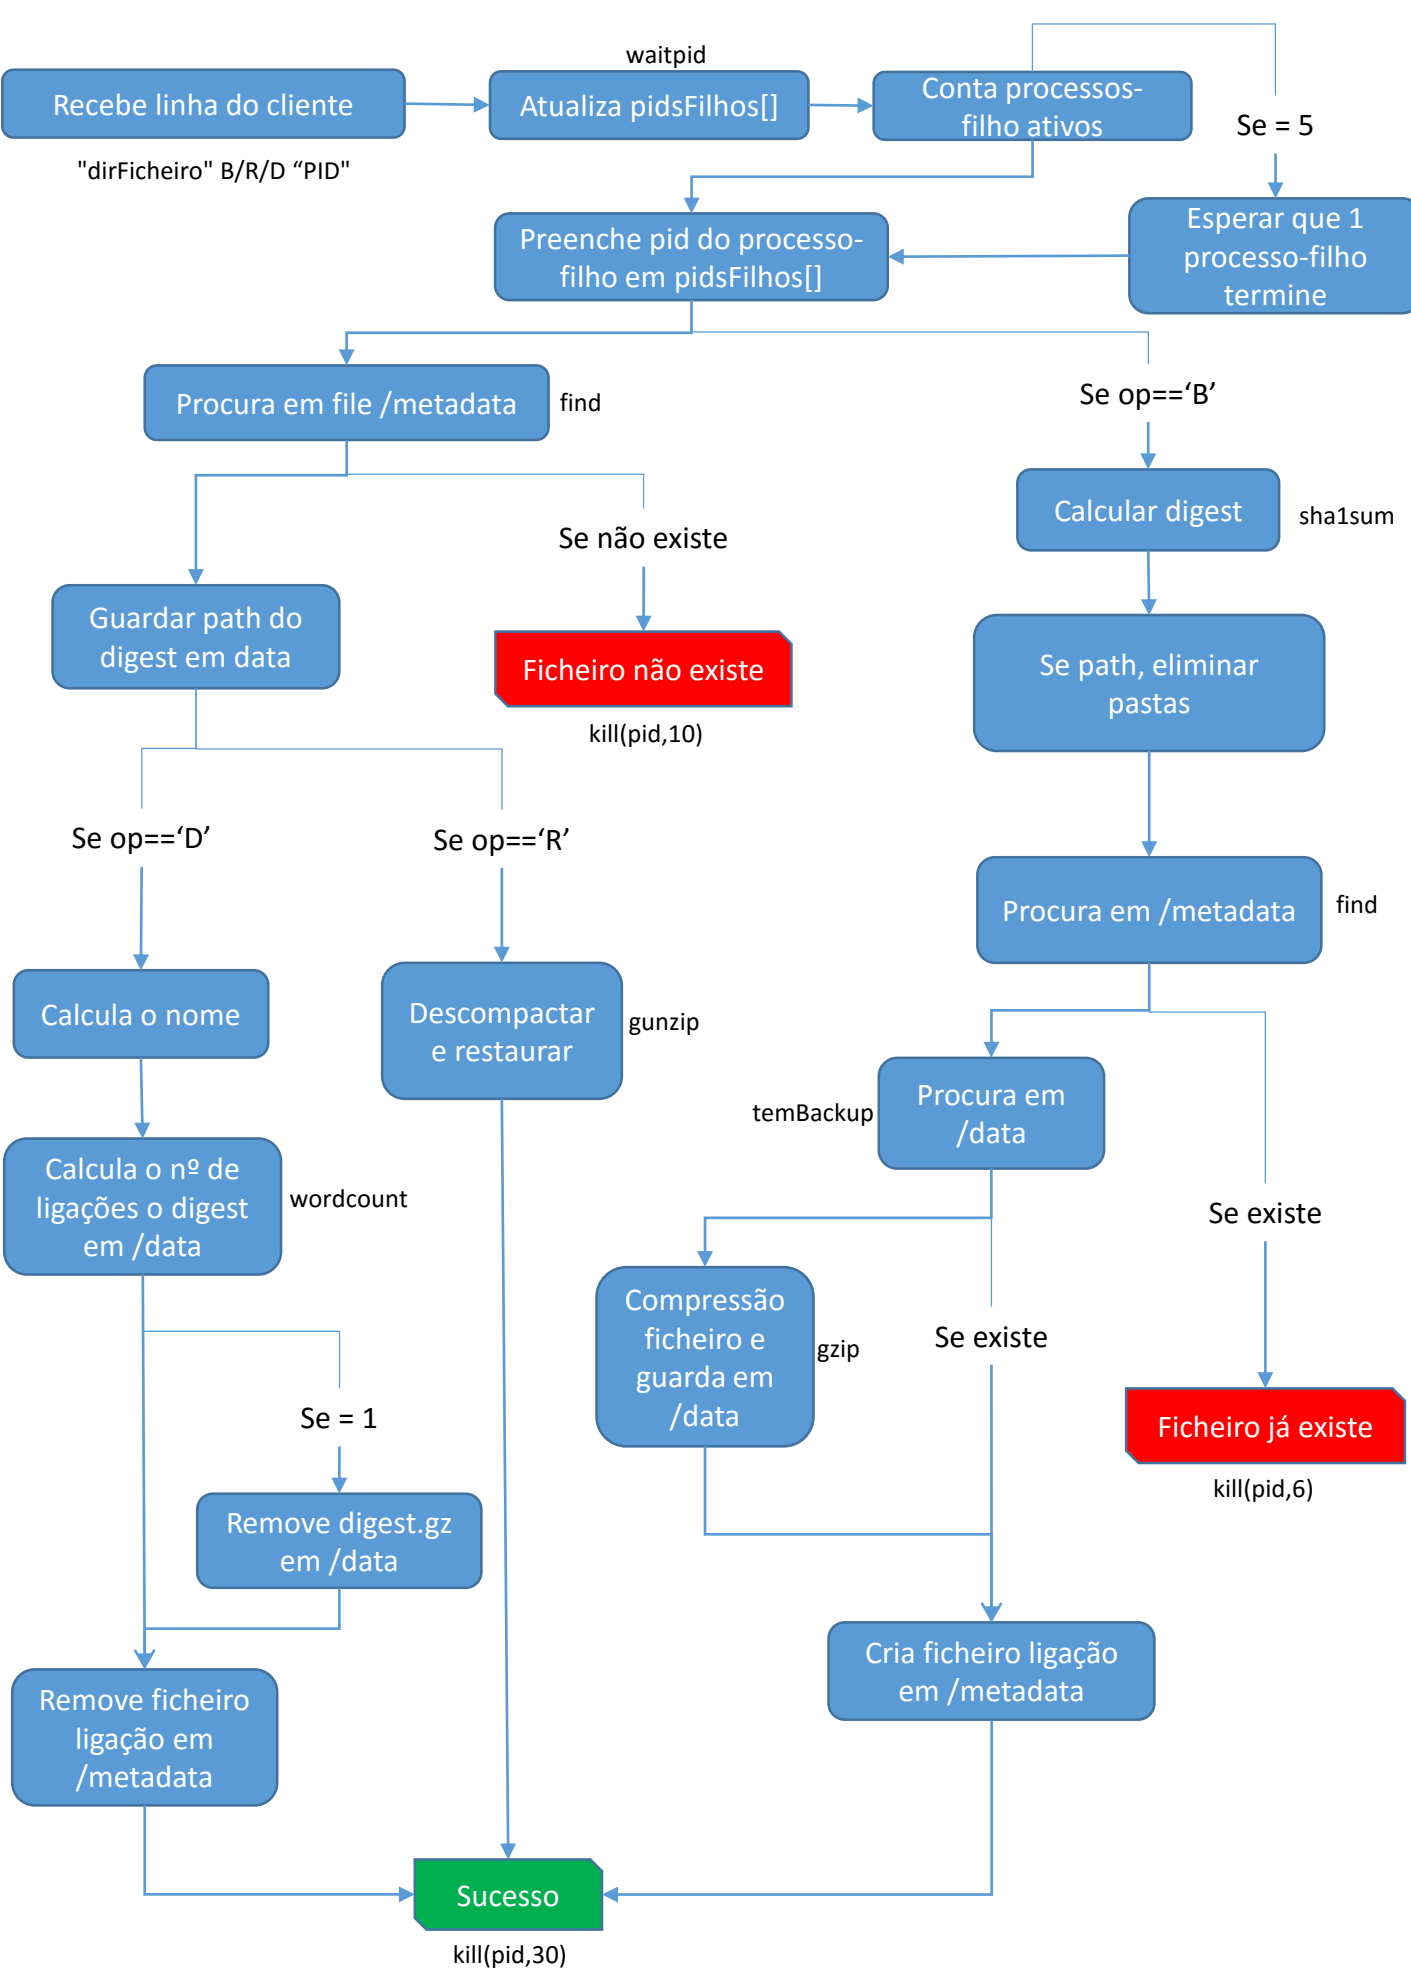 waitpid
Recebe linha do cliente
Atualiza pidsFilhos[]
Conta processos-
filho ativos
Se = 5
"dirFicheiro" B/R/D “PID"
Preenche pid do processo-
filho em pidsFilhos[]
Esperar que 1
processo-filho
termine
Procura em file /metadata
find
Se op==‘B’
Calcular digest
sha1sum
Se não existe
Guardar path do
digest em data
Ficheiro não existe
kill(pid,10)
Se path, eliminar
pastas
Se op==‘D’
Se op==‘R’
Procura em /metadata
find
Calcula o nome
Descompactar
e restaurar
gunzip
temBackup
Procura em
/data
Calcula o nº de
ligações o digest
em /data
wordcount
Se existe
Compressão
ficheiro e
guarda em
/data
gzip
Se existe
Se = 1
Ficheiro já existe
kill(pid,6)
Remove digest.gz
em /data
Cria ficheiro ligação
em /metadata
Remove ficheiro
ligação em
/metadata
Sucesso
kill(pid,30)